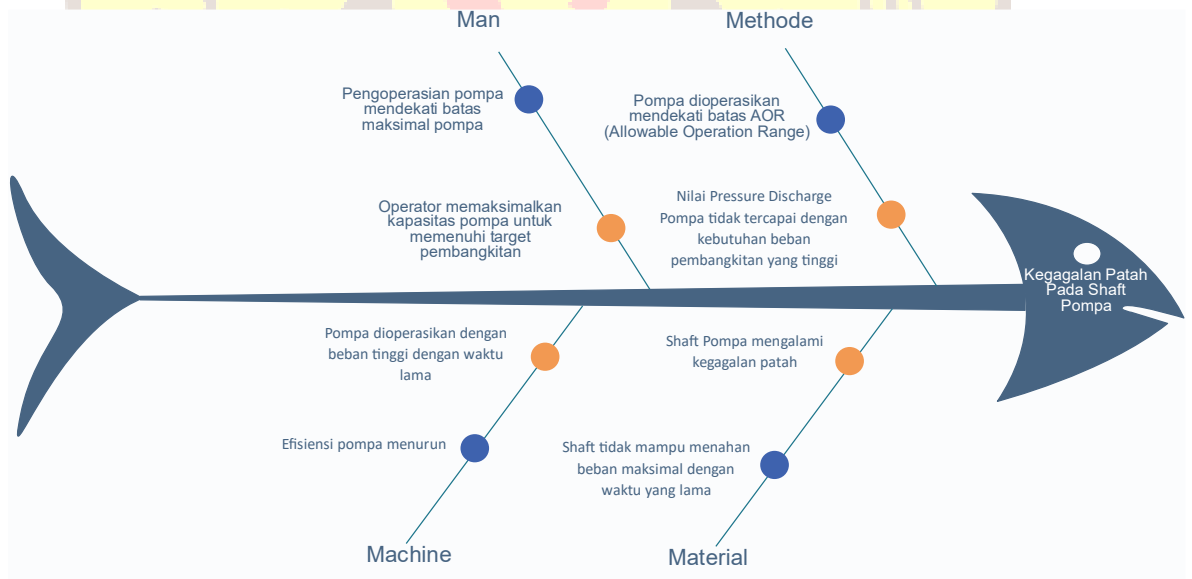 Man
Methode
Pengoperasian pompa
mendekati batas
maksimal pompa
Pompa dioperasikan
mendekati batas AOR
(Allowable Operation Range)
Operator memaksimalkan
kapasitas pompa untuk
memenuhi target
pembangkitan
Nilai Pressure Discharge
Pompa tidak tercapai dengan
kebutuhan beban
pembangkitan yang tinggi
Kegagalan Patah
Pada Shaft
Pompa
Pompa dioperasikan dengan
beban tinggi dengan waktu
lama
Shaft Pompa mengalami
kegagalan patah
Efisiensi pompa menurun
Shaft tidak mampu menahan
beban maksimal dengan
waktu yang lama
Machine
Material